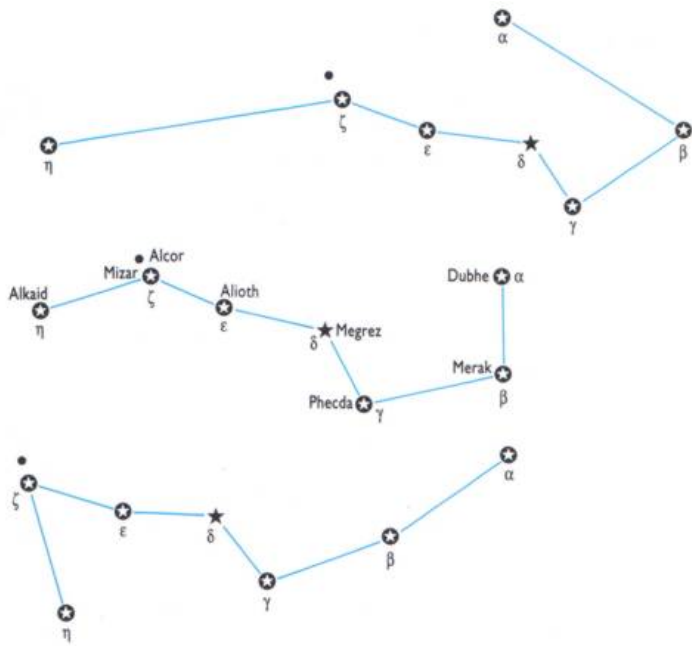 α
ζ
ε
δ
β
η
γ
Alcor
Mizar
ζ
Alkaid
η
Alioth
ε
δ Megrez
Dubhe α
Merak
β
Phecda γ
α
ζ
ε
δ
β
γ
η